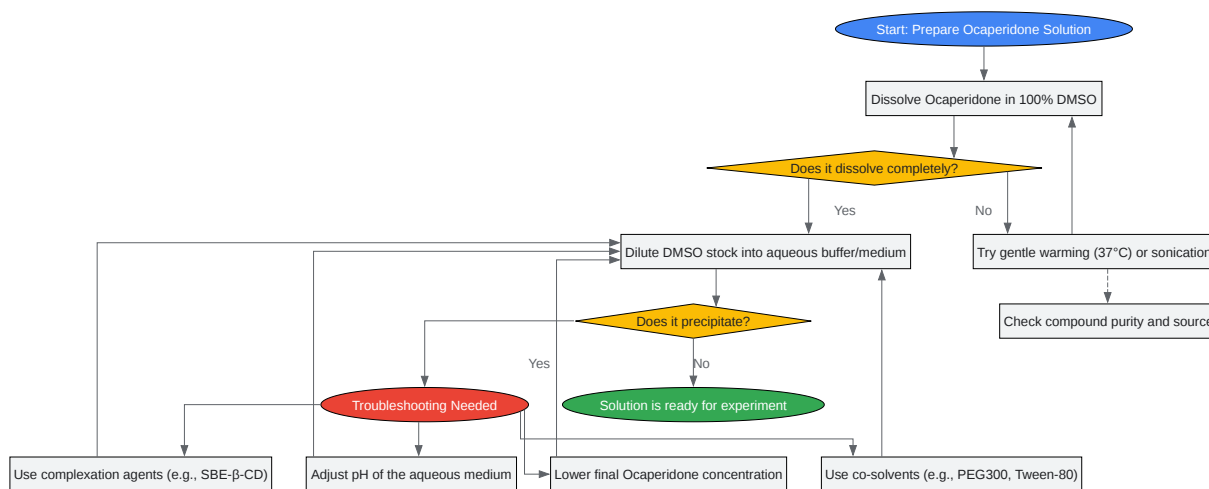 Start: Prepare Ocaperidone Solution
Dissolve Ocaperidone in 100% DMSO
Does it dissolve completely?
Yes
No
Dilute DMSO stock into aqueous buffer/medium
Try gentle warming (37°C) or sonication
Does it precipitate?
Check compound purity and source
Yes
No
Troubleshooting Needed
Solution is ready for experiment
Use complexation agents (e.g., SBE-β-CD)
Adjust pH of the aqueous medium
Lower final Ocaperidone concentration
Use co-solvents (e.g., PEG300, Tween-80)